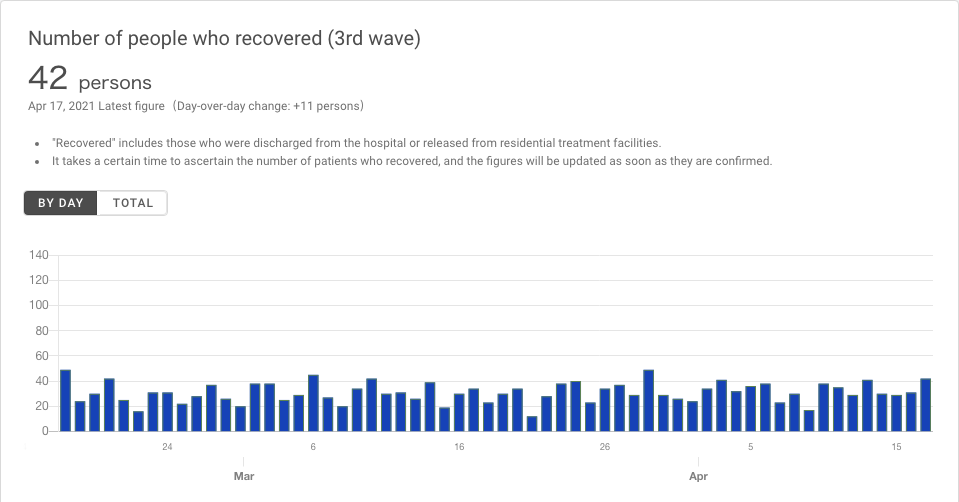 Number of people who recovered (3rd wave)
42 persons
Apr 17, 2021 Latest figure（Day-over-day change: +11 persons）
• "Recovered" includes those who were discharged from the hospital or released from residential treatment facilities.
• It takes a certain time to ascertain the number of patients who recovered, and the figures will be updated as soon as they are confirmed.
BY DAY TOTAL
140
120
100
80
60
40
20
0
24 6 16 26 5 15
Mar Apr